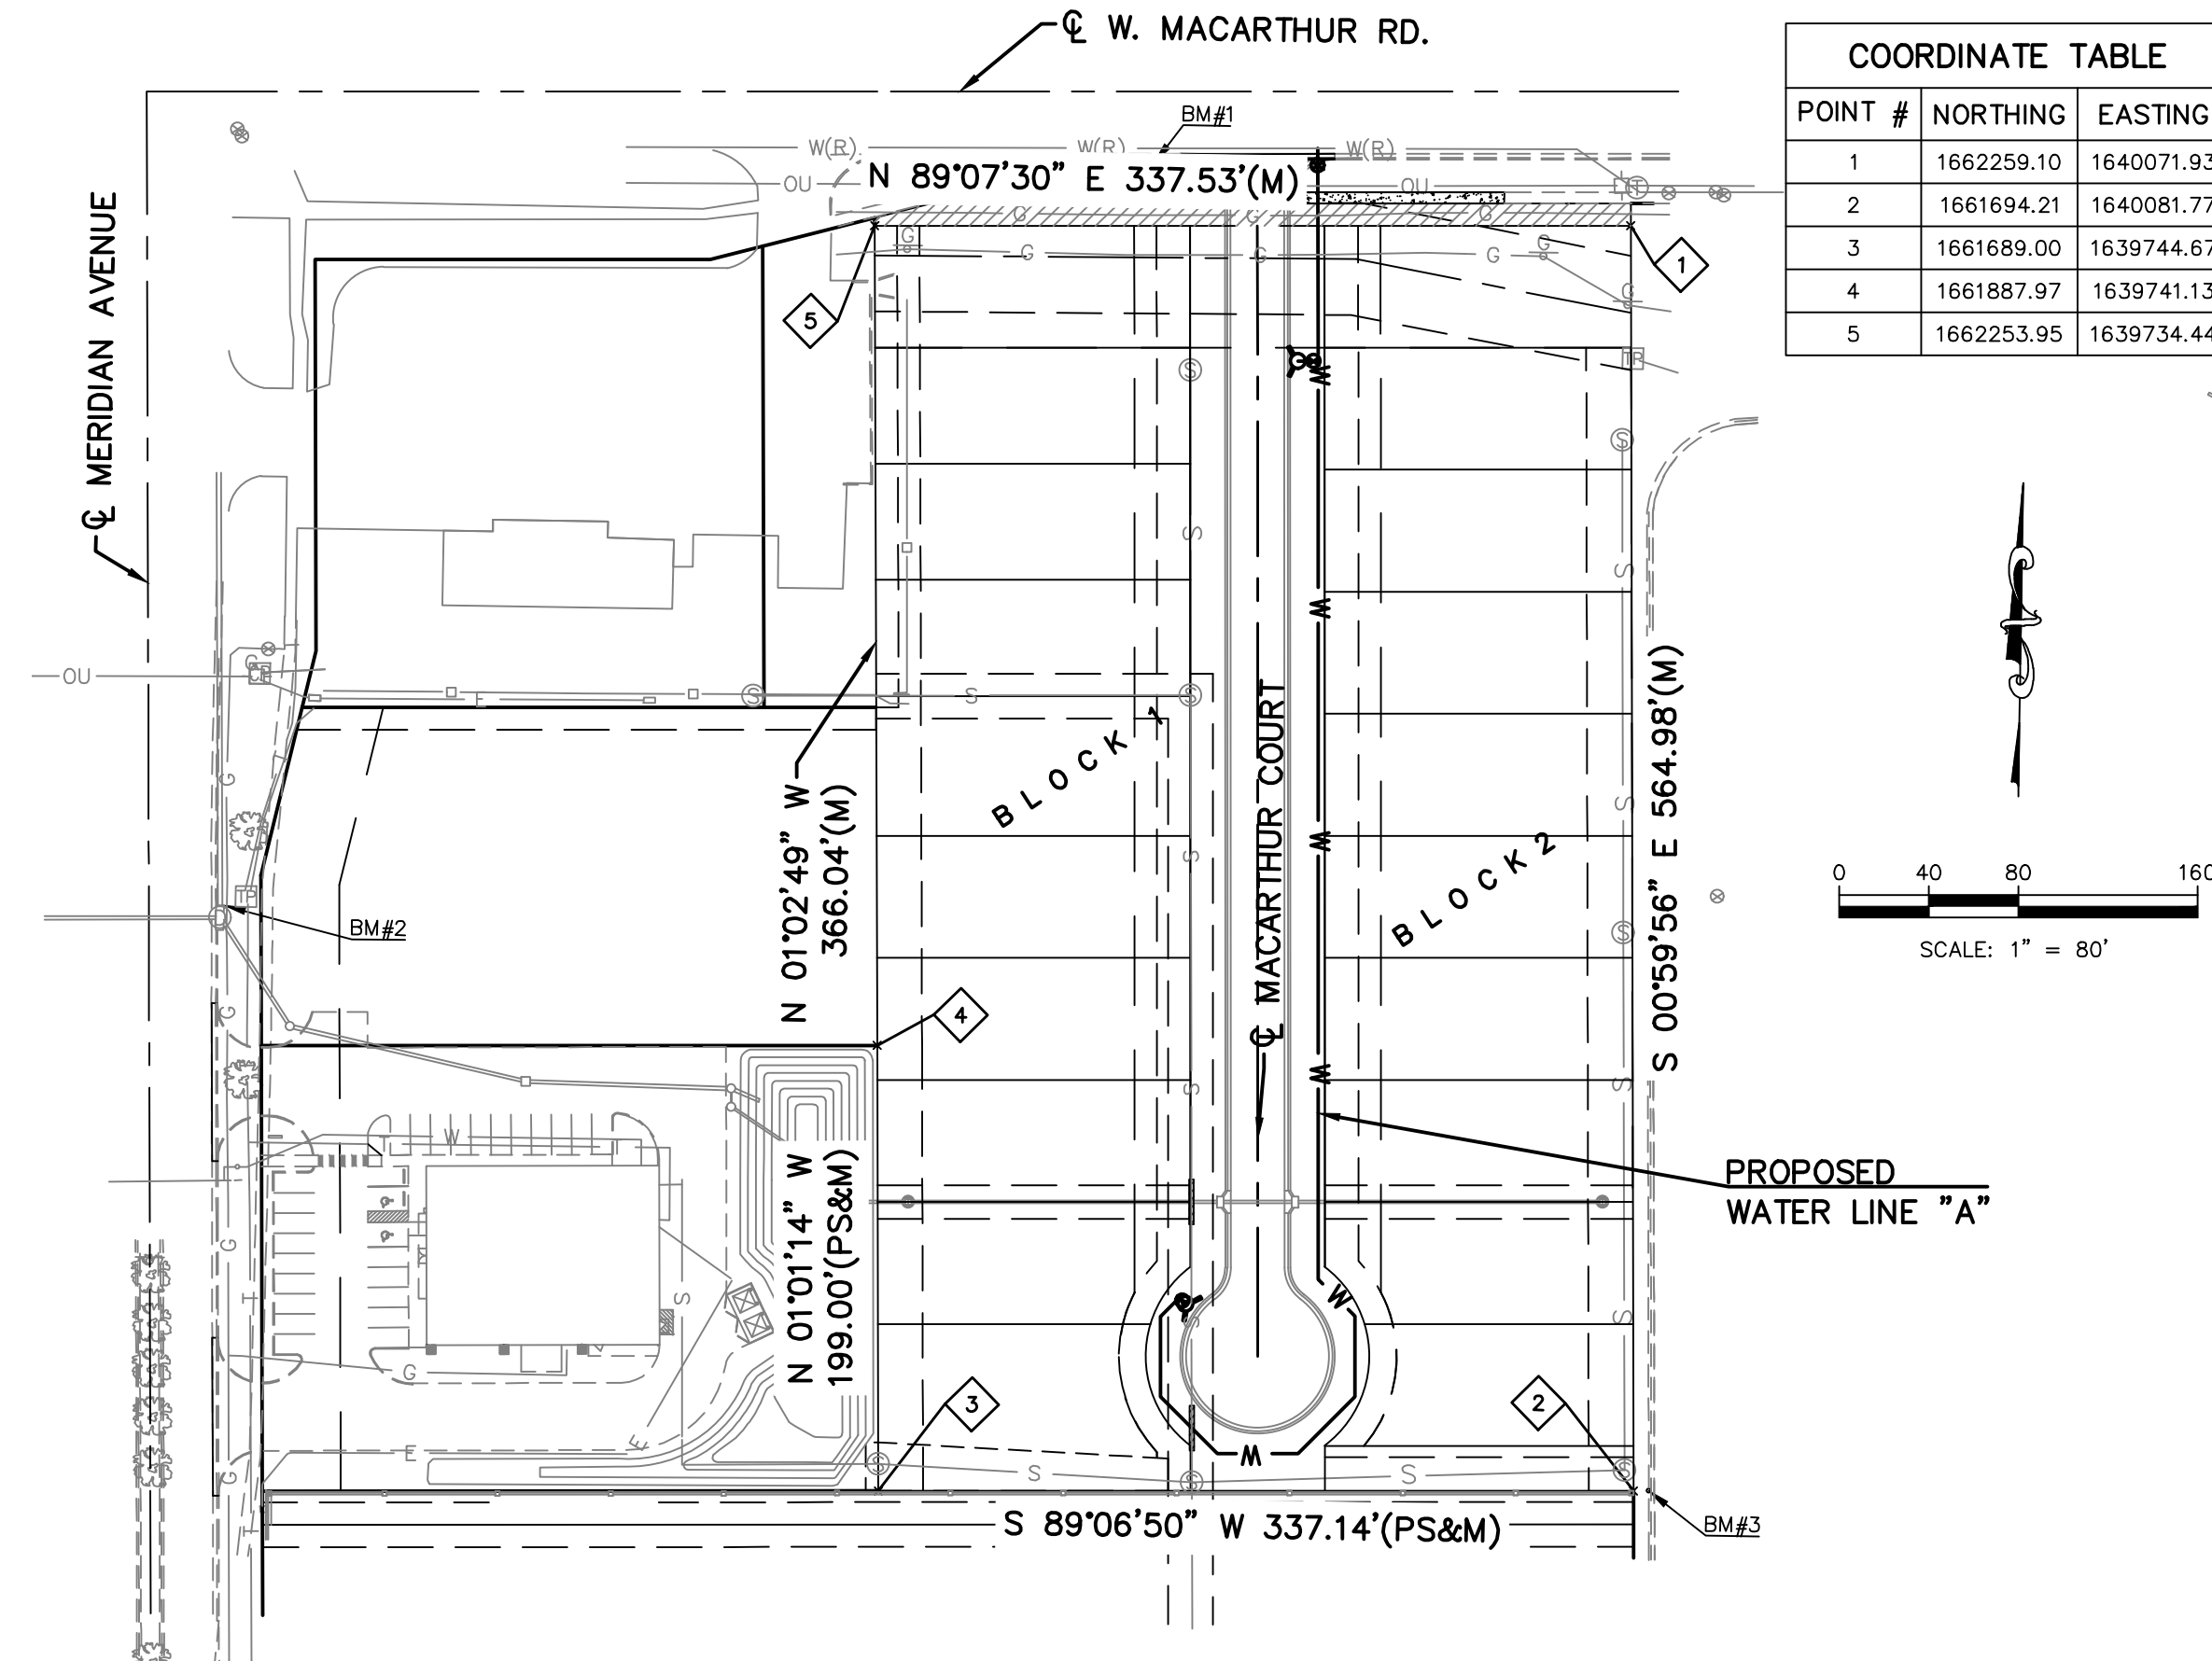 ℄ W. MACARTHUR RD.
COORDINATE TABLE
POINT # NORTHING EASTING
1 1662259.10 1640071.93
2 1661694.21 1640081.77
3 1661689.00 1639744.67
4 1661887.97 1639741.13
5 1662253.95 1639734.44
BM#1
W(R) W(R) W(R)
N 89°07'30" E 337.53'(M)
OU OU
T
℄ MERIDIAN AVENUE
G G G
G G G G G G
1
5
TP
S
W
S
S
S
S
W
OU
E
S
S
S
BLOCK 1
℄ MACARTHUR COURT
BLOCK 2
N 01°02'49" W
366.04'(M)
S 00°59'56" E 564.98'(M)
0 40 80 160
SCALE: 1" = 80'
G
TP
D
BM#2
W
S
S
S
G
4
W
S
S
W
N 01°01'14" W
199.00'(PS&M)
PROPOSED
WATER LINE "A"
G
T
S
W
S
S
G
3
2
E
E
W
G
S
S
S
S
S
T
S 89°06'50" W 337.14'(PS&M)
BM#3